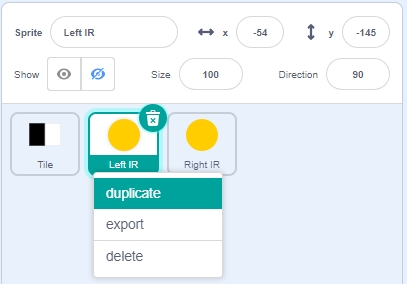 Sprite Left IR x -54 y -145
Show Size 100 Direction 90
Tile Left IR Right IR
duplicate
export
delete